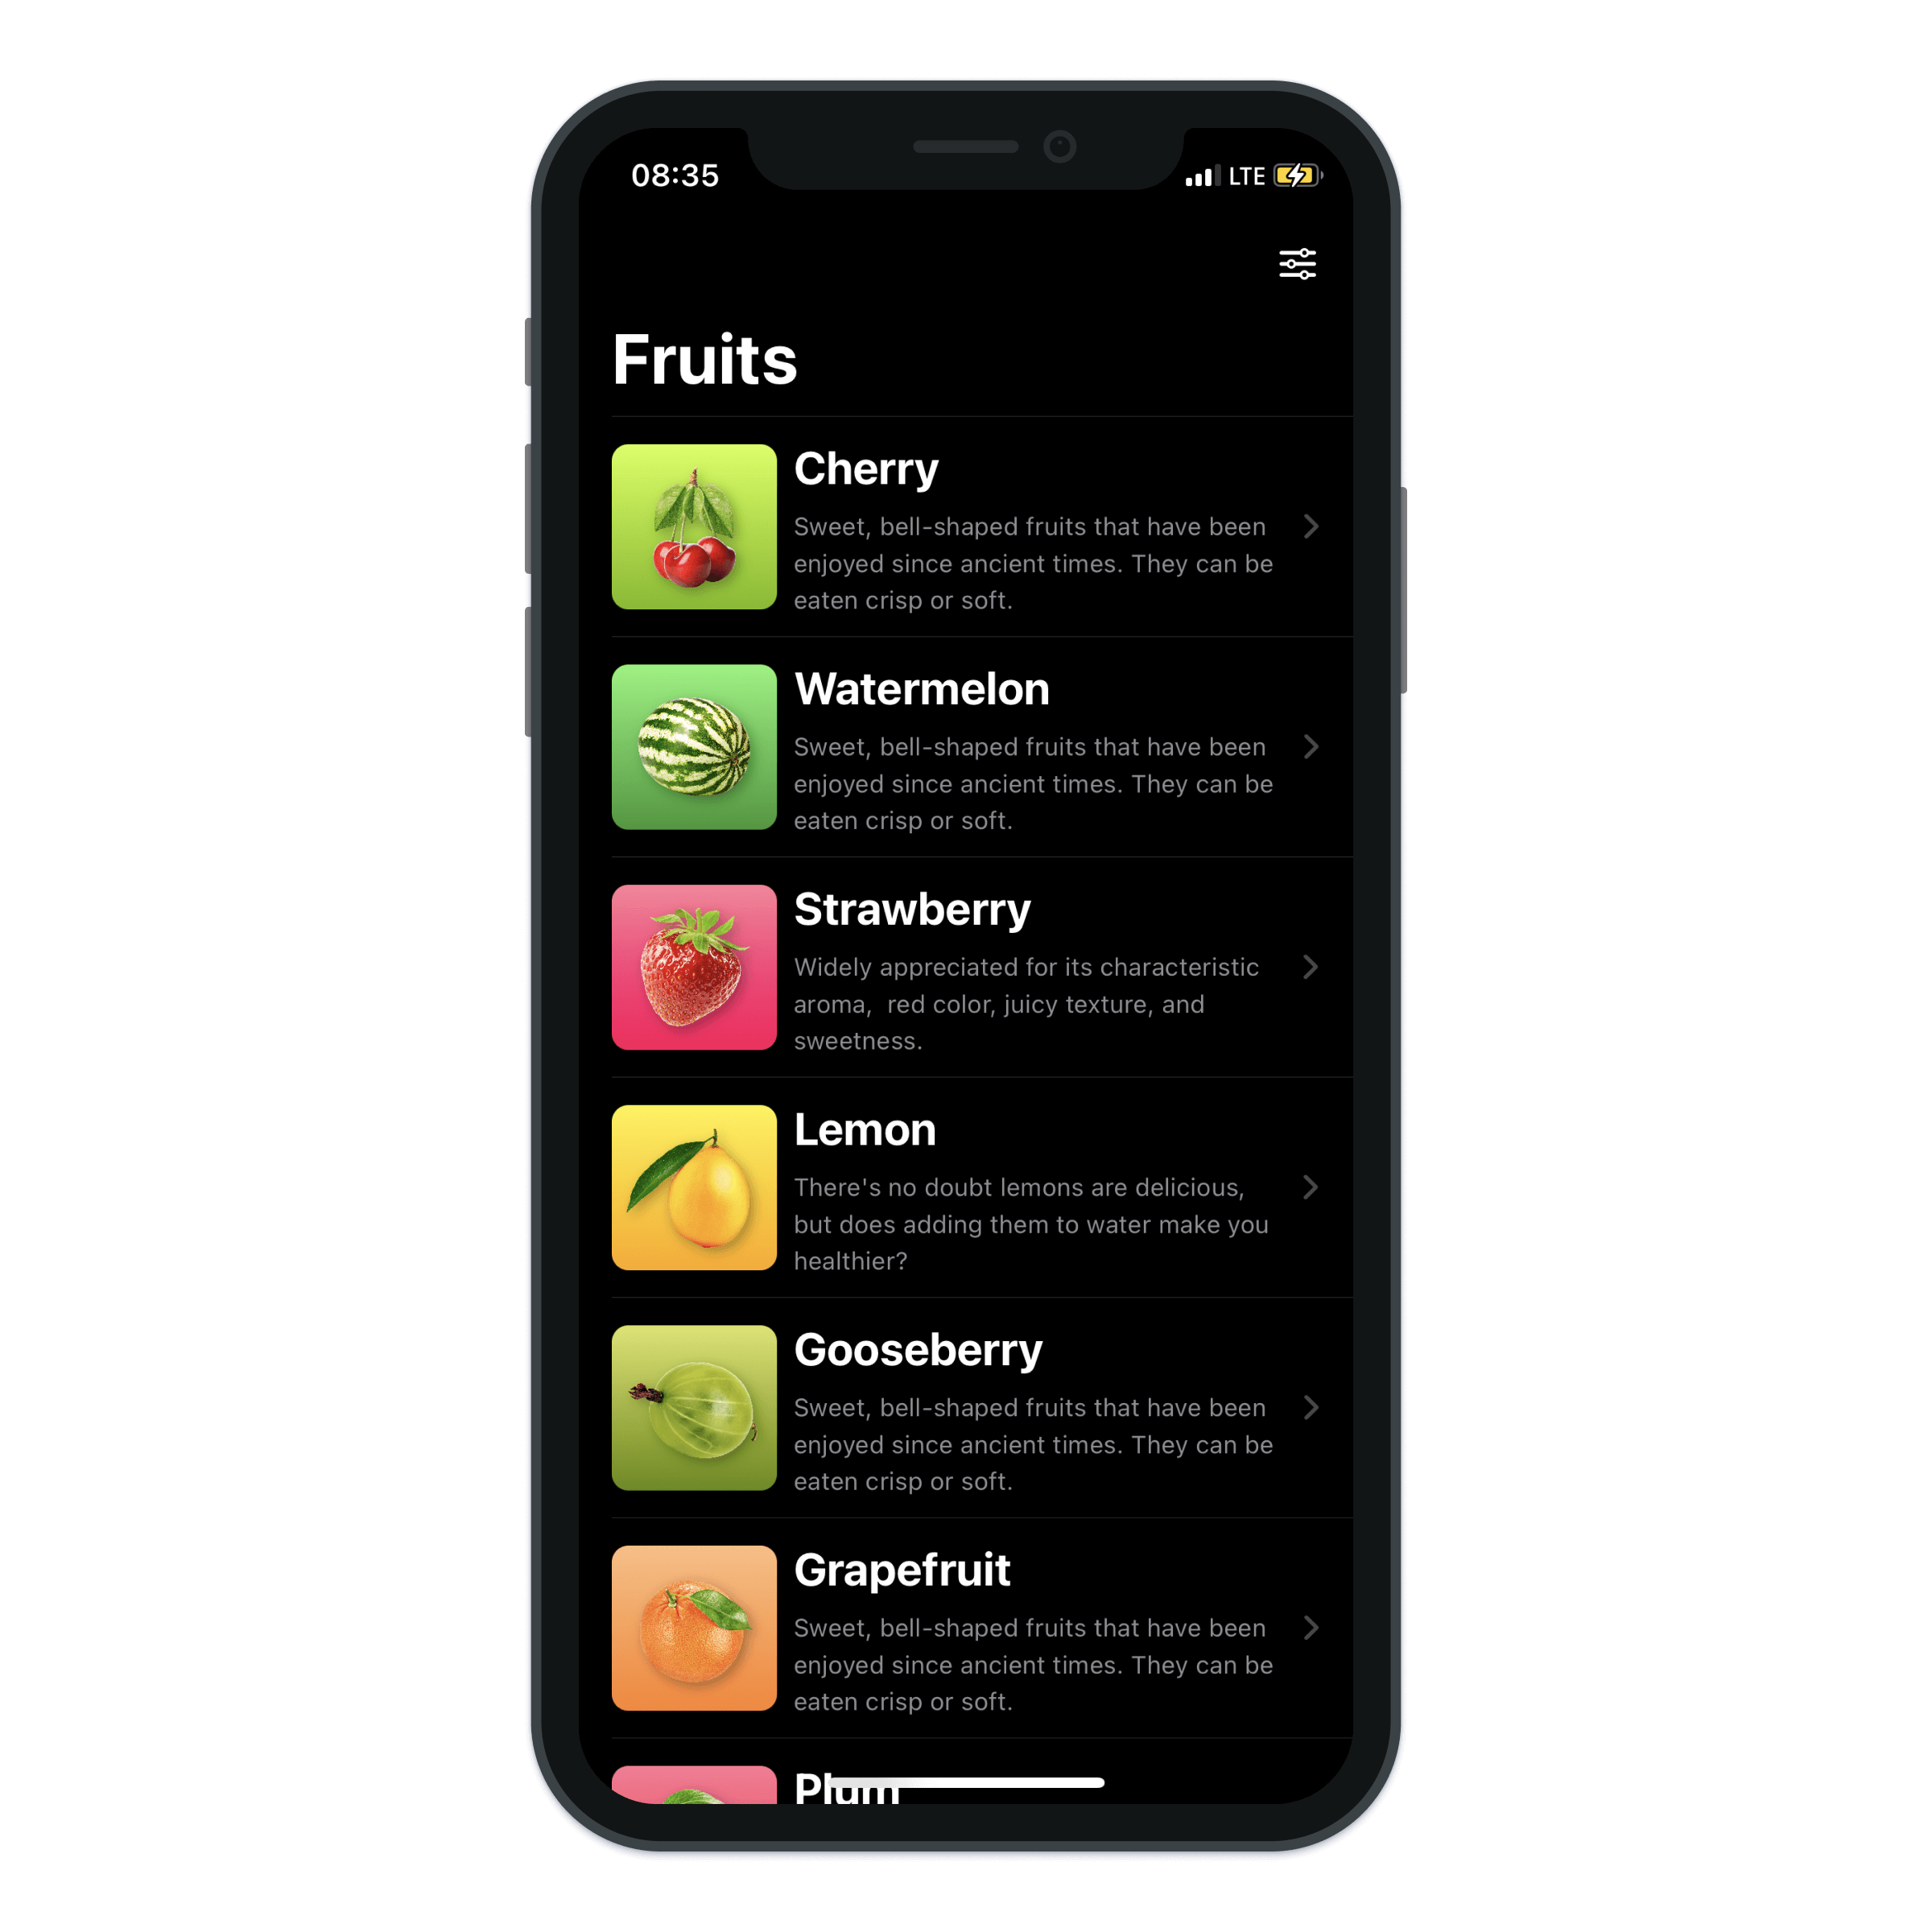 08:35
LTE
Fruits
Cherry
Sweet, bell-shaped fruits that have been
enjoyed since ancient times. They can be
eaten crisp or soft.
Watermelon
Sweet, bell-shaped fruits that have been
enjoyed since ancient times. They can be
eaten crisp or soft.
Strawberry
Widely appreciated for its characteristic
aroma,  red color, juicy texture, and
sweetness.
Lemon
There's no doubt lemons are delicious,
but does adding them to water make you
healthier?
Gooseberry
Sweet, bell-shaped fruits that have been
enjoyed since ancient times. They can be
eaten crisp or soft.
Grapefruit
Sweet, bell-shaped fruits that have been
enjoyed since ancient times. They can be
eaten crisp or soft.
Plum